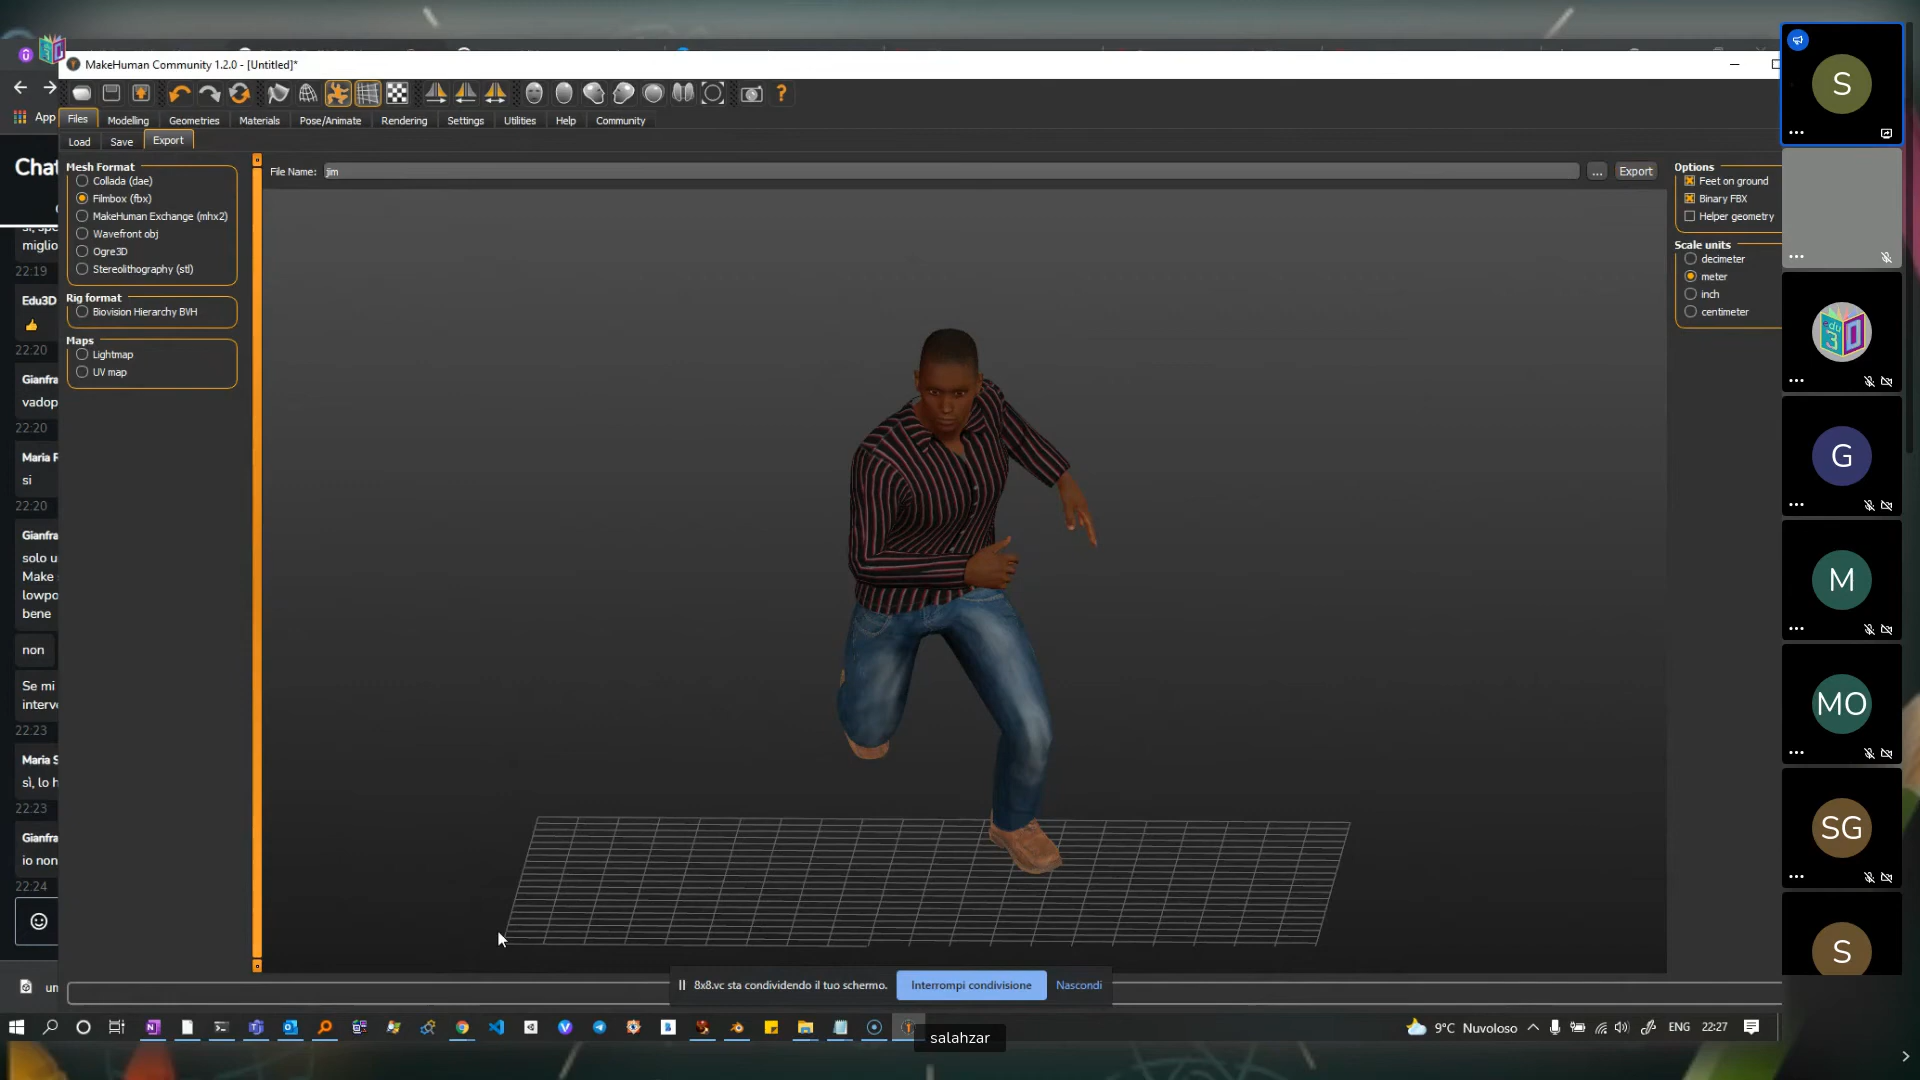 MakeHuman Community 1.2.0 - [Untitled]*
App
Files
Modelling
Geometries
Materials
Pose/Animate
Rendering
Settings
Utilities
Help
Community
Load
Save
Export
Chat
migliо
22:19
Edu3D
22:20
Gianfra
vadop
22:20
Maria F
si
22:20
Gianfra
solo u
Make
lowpo
bene
non
Se mi
interve
22:23
Maria S
sì, lo h
22:23
Gianfra
io non
22:24
un
Mesh Format
Collada (dae)
Filmbox (fbx)
MakeHuman Exchange (mhx2)
Wavefront obj
Ogre3D
Stereolithography (stl)
Rig format
Biovision Hierarchy BVH
Maps
Lightmap
UV map
File Name: jim ... Export
Options
Feet on ground
Binary FBX
Helper geometry
Scale units
decimeter
meter
inch
centimeter
S
edu
3D
G
M
MO
SG
S
8x8.vc sta condividendo il tuo schermo. Interrompi condivisione Nascondi
9°C Nuvoloso ENG 22:27
salahzar